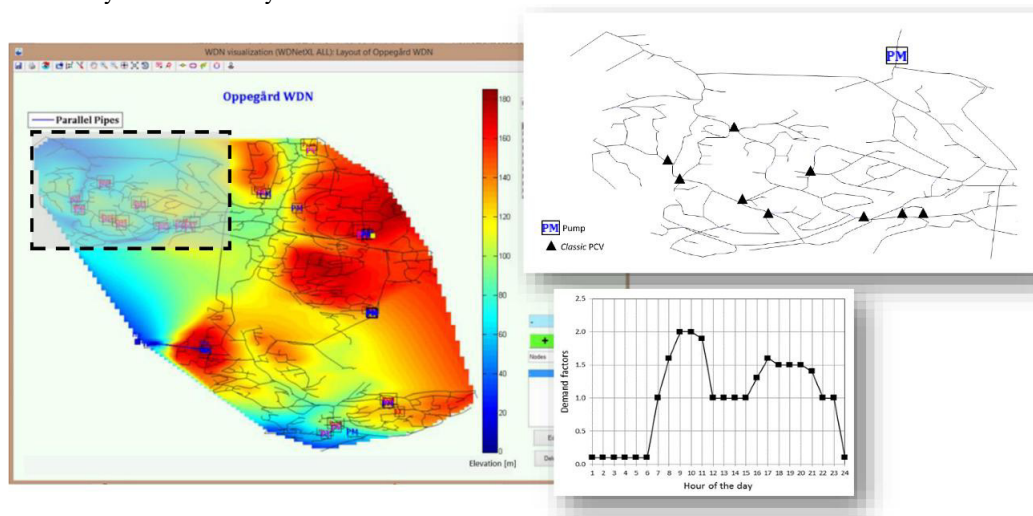 WDN visualization (WDNetXL ALL): Layout of Oppegård WDN
Oppegård WDN
Parallel Pipes
180
160
140
120
100
80
60
40
20
0
Elevation [m]
PM
PM
PM Pump
Classic PCV
Nodes
2.5
2.0
1.5
1.0
0.5
0.0
Demand factors
1 2 3 4 5 6 7 8 9 10 11 12 13 14 15 16 17 18 19 20 21 22 23 24
Hour of the day